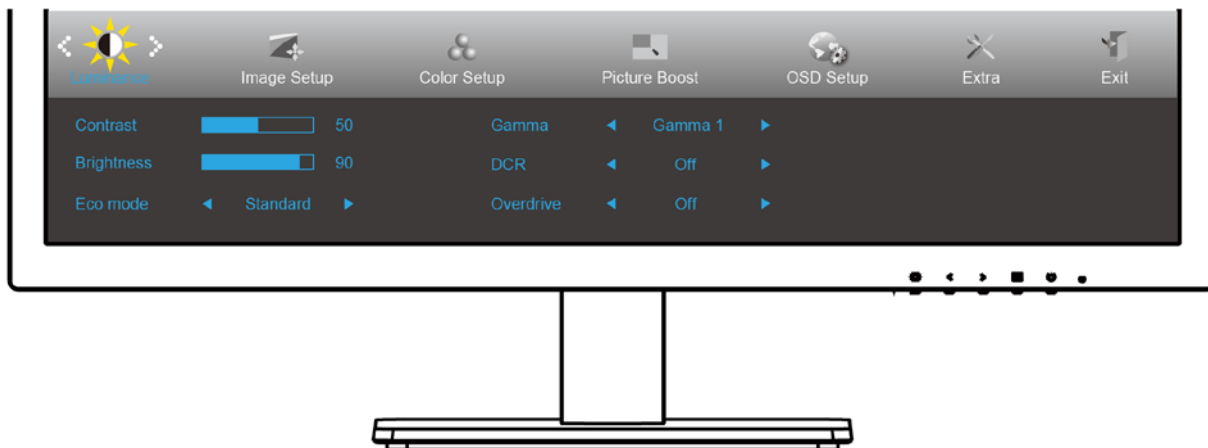 Luminance
Image Setup
Color Setup
Picture Boost
OSD Setup
Extra
Exit
Contrast 50 Gamma Gamma 1
Brightness 90 DCR Off
Eco mode Standard Overdrive Off